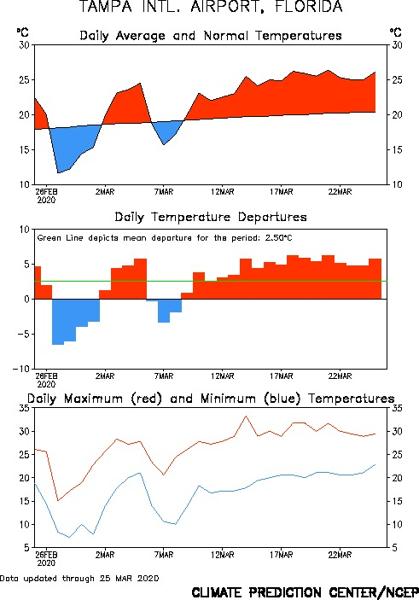 TAMPA INTL. AIRPORT, FLORIDA
°C Daily Average and Normal Temperatures °C
30 30
25 25
20 20
15 15
10 10
26FEB 2MAR 7MAR 12MAR 17MAR 22MAR
2020
Daily Temperature Departures
10
Green Line depicts mean departure for the period: 2.50°C
5
0
-5
-10
26FEB 2MAR 7MAR 12MAR 17MAR 22MAR
2020
Daily Maximum (red) and Minimum (blue) Temperatures
35 35
30 30
25 25
20 20
15 15
10 10
5 5
26FEB 2MAR 7MAR 12MAR 17MAR 22MAR
2020
Data updated through 25 MAR 2020
CLIMATE PREDICTION CENTER/NCEP